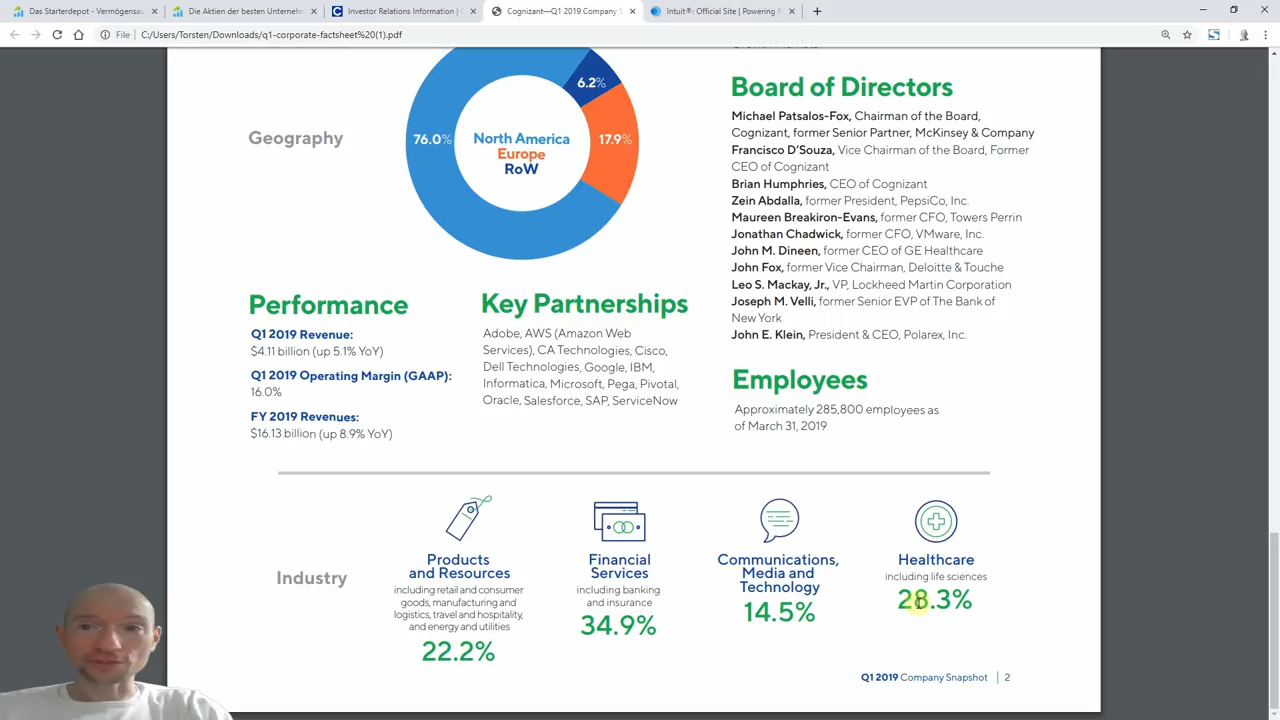 Das Starterdepot – Vermögensau
Die Aktien der besten Unternehm
Investor Relations Information | C
Cognizant—Q1 2019 Company S
Intuit®: Official Site | Powering P
File
C:/Users/Torsten/Downloads/q1-corporate-factsheet%20(1).pdf
Geography
76.0%
6.2%
17.9%
North America
Europe
RoW
Board of Directors
Michael Patsalos-Fox, Chairman of the Board,
Cognizant, former Senior Partner, McKinsey & Company
Francisco D'Souza, Vice Chairman of the Board, Former
CEO of Cognizant
Brian Humphries, CEO of Cognizant
Zein Abdalla, former President, PepsiCo, Inc.
Maureen Breakiron-Evans, former CFO, Towers Perrin
Jonathan Chadwick, former CFO, VMware, Inc.
John M. Dineen, former CEO of GE Healthcare
John Fox, former Vice Chairman, Deloitte & Touche
Leo S. Mackay, Jr., VP, Lockheed Martin Corporation
Joseph M. Velli, former Senior EVP of The Bank of
New York
John E. Klein, President & CEO, Polarex, Inc.
Performance
Q1 2019 Revenue:
$4.11 billion (up 5.1% YoY)
Q1 2019 Operating Margin (GAAP):
16.0%
FY 2019 Revenues:
$16.13 billion (up 8.9% YoY)
Key Partnerships
Adobe, AWS (Amazon Web
Services), CA Technologies, Cisco,
Dell Technologies, Google, IBM,
Informatica, Microsoft, Pega, Pivotal,
Oracle, Salesforce, SAP, ServiceNow
Employees
Approximately 285,800 employees as
of March 31, 2019
Industry
Products
and Resources
including retail and consumer
goods, manufacturing and
logistics, travel and hospitality,
and energy and utilities
22.2%
Financial
Services
including banking
and insurance
34.9%
Communications,
Media and
Technology
14.5%
Healthcare
including life sciences
28.3%
Q1 2019 Company Snapshot | 2